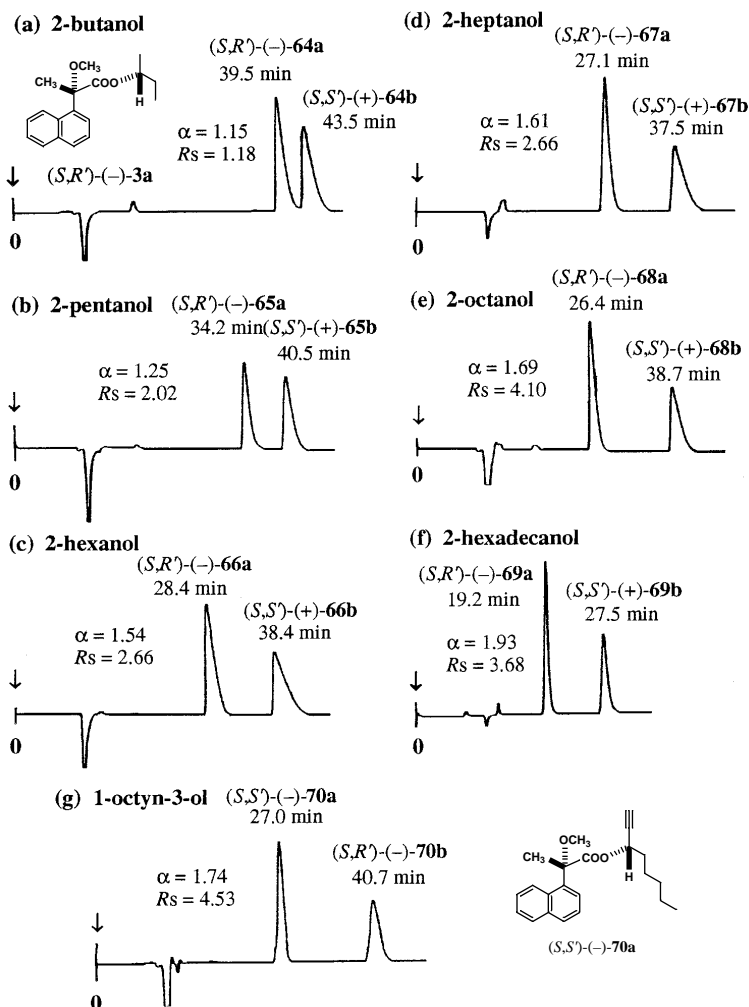 (a) 2-butanol
OCH₃
CH₃
COO
H
(S,R')-(–)-3a
(S,R')-(–)-64a
39.5 min
(S,S')-(+)-64b
43.5 min
α = 1.15
Rs = 1.18
0
(b) 2-pentanol
(S,R')-(–)-65a
34.2 min(S,S')-(+)-65b
40.5 min
α = 1.25
Rs = 2.02
0
(c) 2-hexanol
(S,R')-(–)-66a
28.4 min
(S,S')-(+)-66b
38.4 min
α = 1.54
Rs = 2.66
0
(d) 2-heptanol
(S,R')-(–)-67a
27.1 min
(S,S')-(+)-67b
37.5 min
α = 1.61
Rs = 2.66
0
(e) 2-octanol
(S,R')-(–)-68a
26.4 min
(S,S')-(+)-68b
38.7 min
α = 1.69
Rs = 4.10
0
(f) 2-hexadecanol
(S,R')-(–)-69a
19.2 min
(S,S')-(+)-69b
27.5 min
α = 1.93
Rs = 3.68
0
(g) 1-octyn-3-ol
(S,S')-(–)-70a
27.0 min
(S,R')-(–)-70b
40.7 min
α = 1.74
Rs = 4.53
0
OCH₃
CH₃
COO
H
(S,S')-(–)-70a